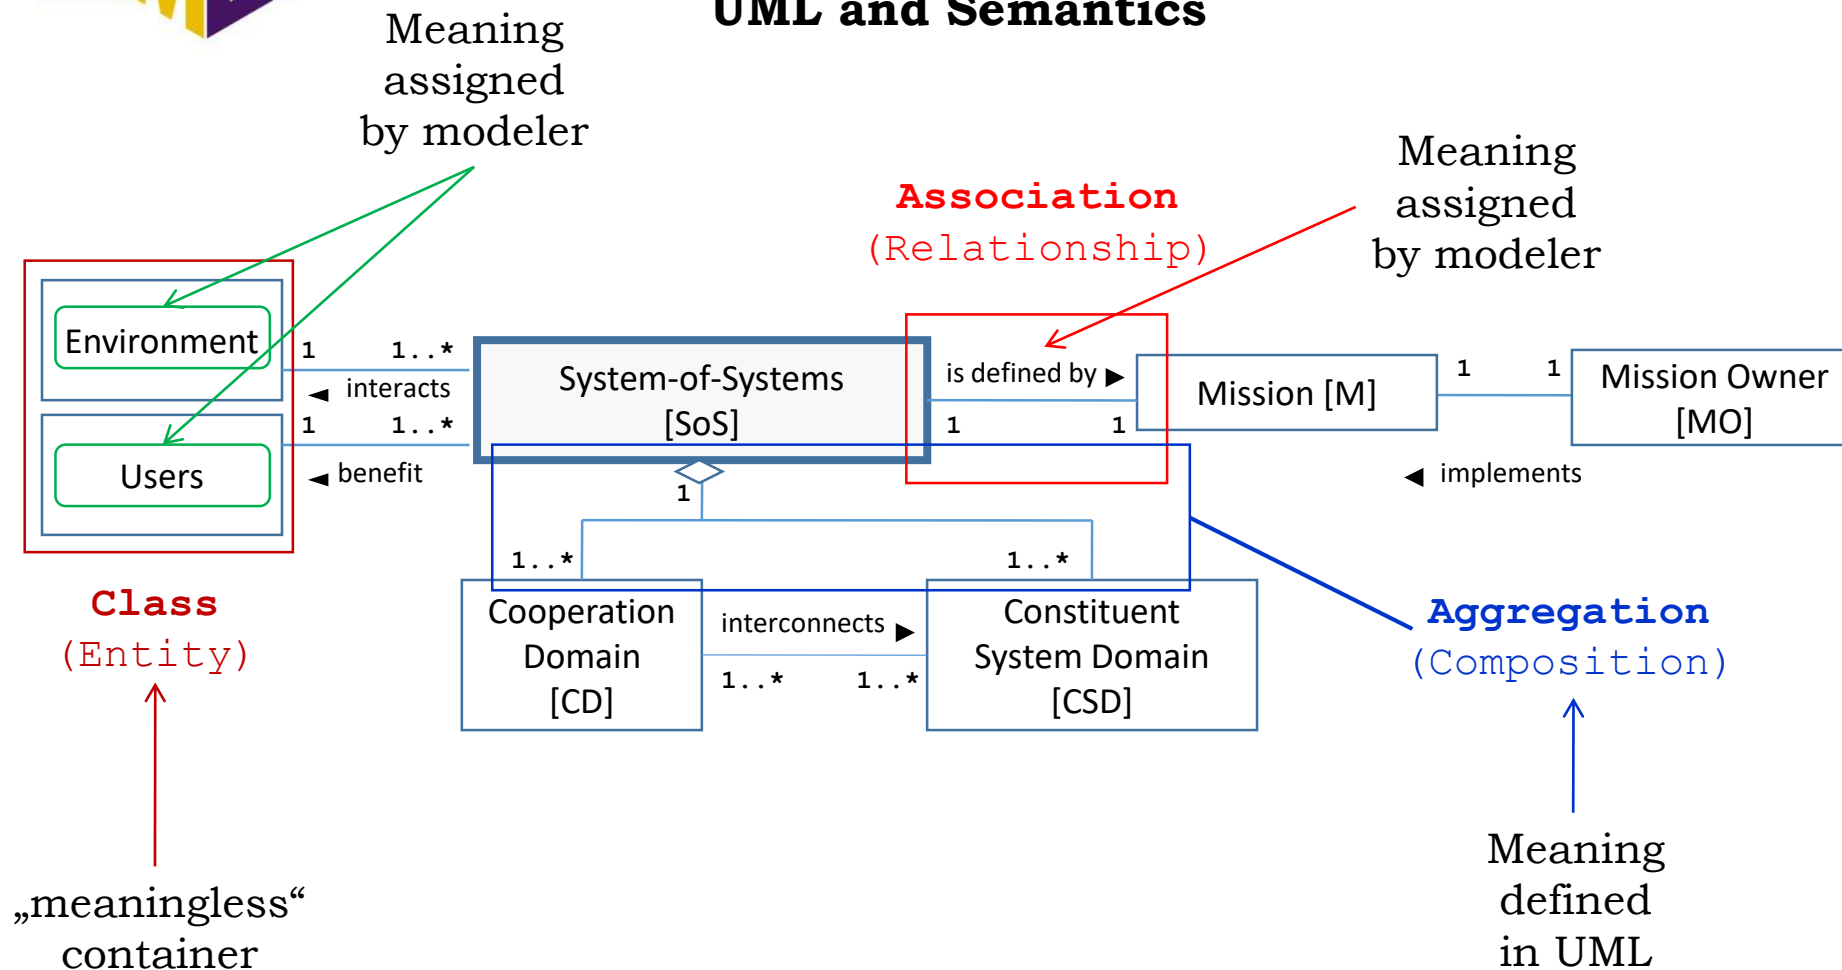 UML and Semantics
Meaning
assigned
by modeler
Meaning
assigned
by modeler
Association
(Relationship)
Environment
1 1..*
◄ interacts
Users
1 1..*
◄ benefit
System-of-Systems
[SoS]
is defined by ►
1 1
Mission [M]
1 1
◄ implements
Mission Owner
[MO]
1
1..* 1..*
Cooperation
Domain
[CD]
interconnects ►
1..* 1..*
Constituent
System Domain
[CSD]
Class
(Entity)
Aggregation
(Composition)
„meaningless“
container
Meaning
defined
in UML